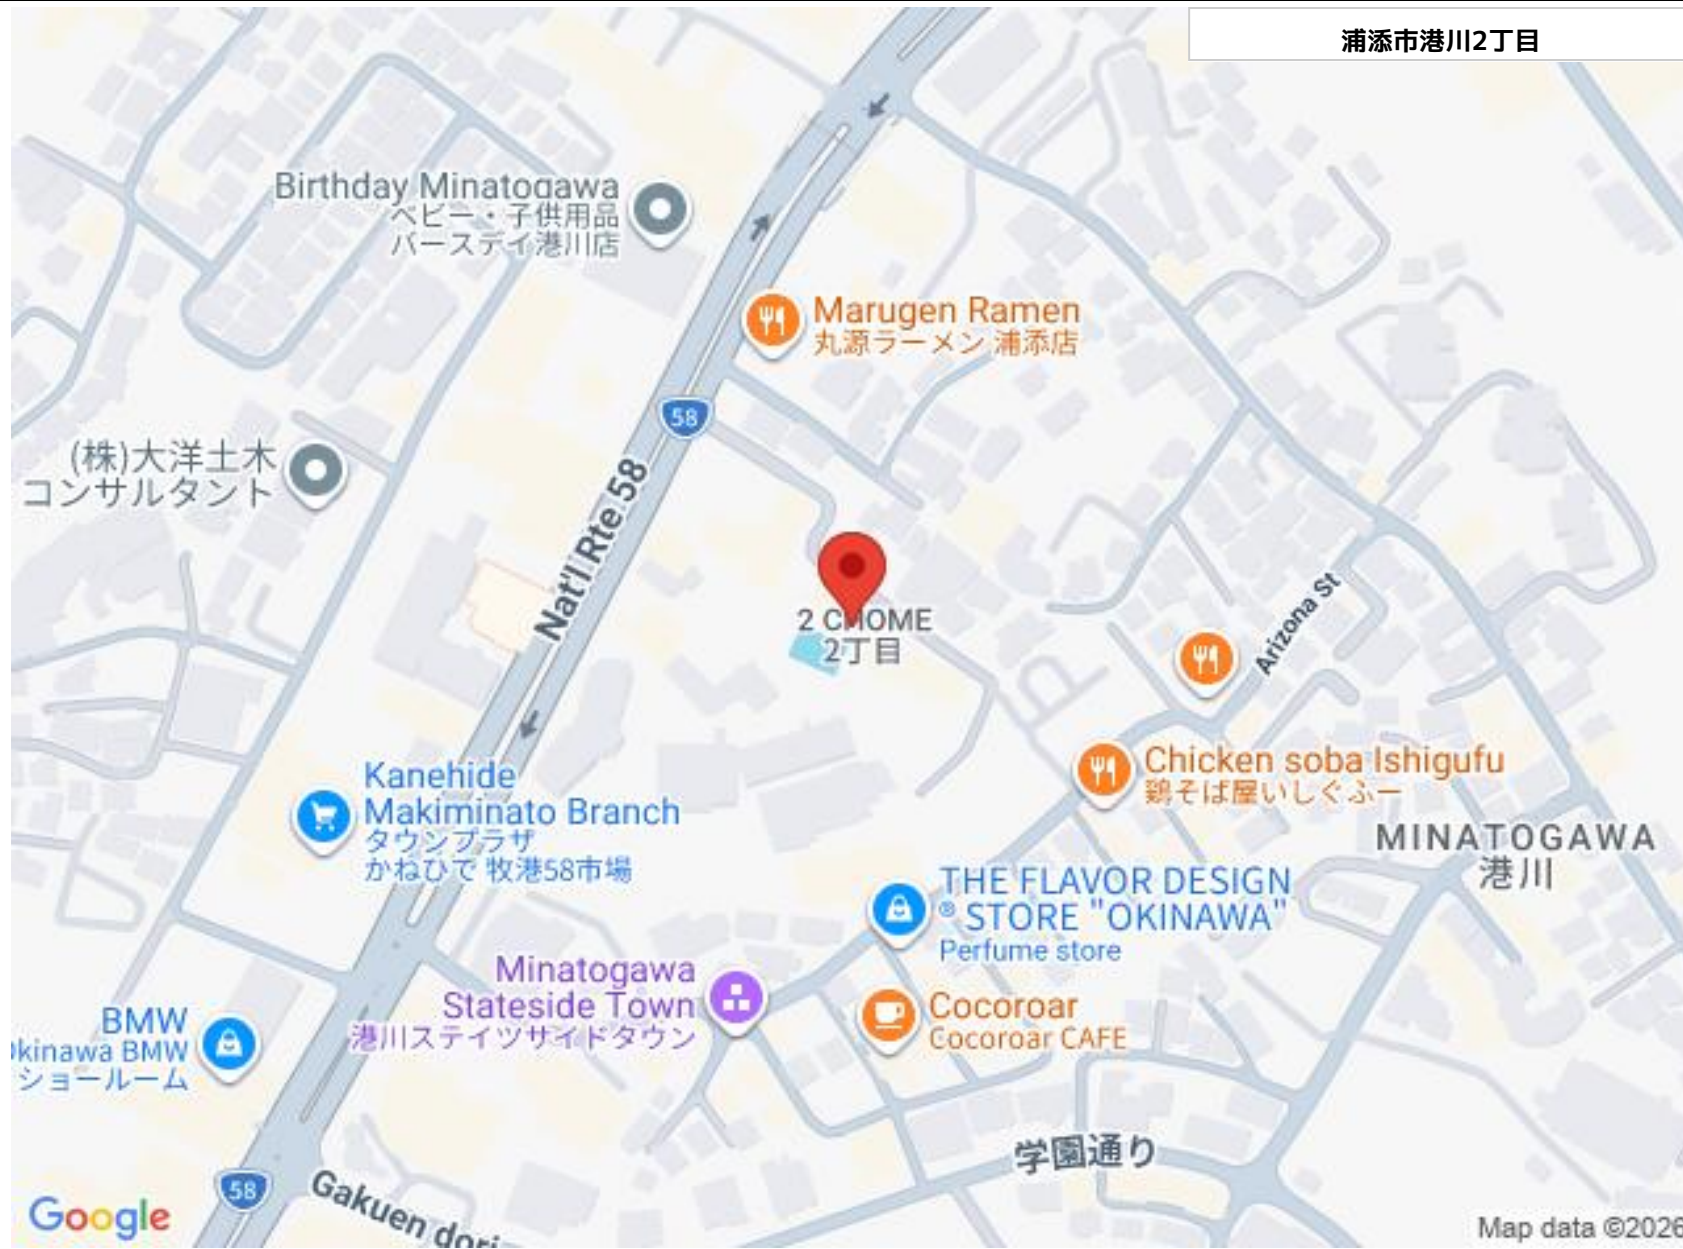 浦添市港川2丁目
Birthday Minatogawa
ベビー・子供用品
バースデイ港川店
Marugen Ramen
丸源ラーメン 浦添店
58
(株)大洋土木
コンサルタント
Nat'l Rte 58
2 CHOME
2丁目
Arizona St
Kanehide
Makiminato Branch
タウンプラザ
かねひで 牧港58市場
Chicken soba Ishigufu
鶏そば屋いしぐふー
MINATOGAWA
港川
THE FLAVOR DESIGN
® STORE "OKINAWA"
Perfume store
Minatogawa
Stateside Town
港川ステイツサイドタウン
Cocoroar
Cocoroar CAFE
BMW
kinawa BMW
ショールーム
学園通り
58
Gakuen dori
Google
Map data ©2026